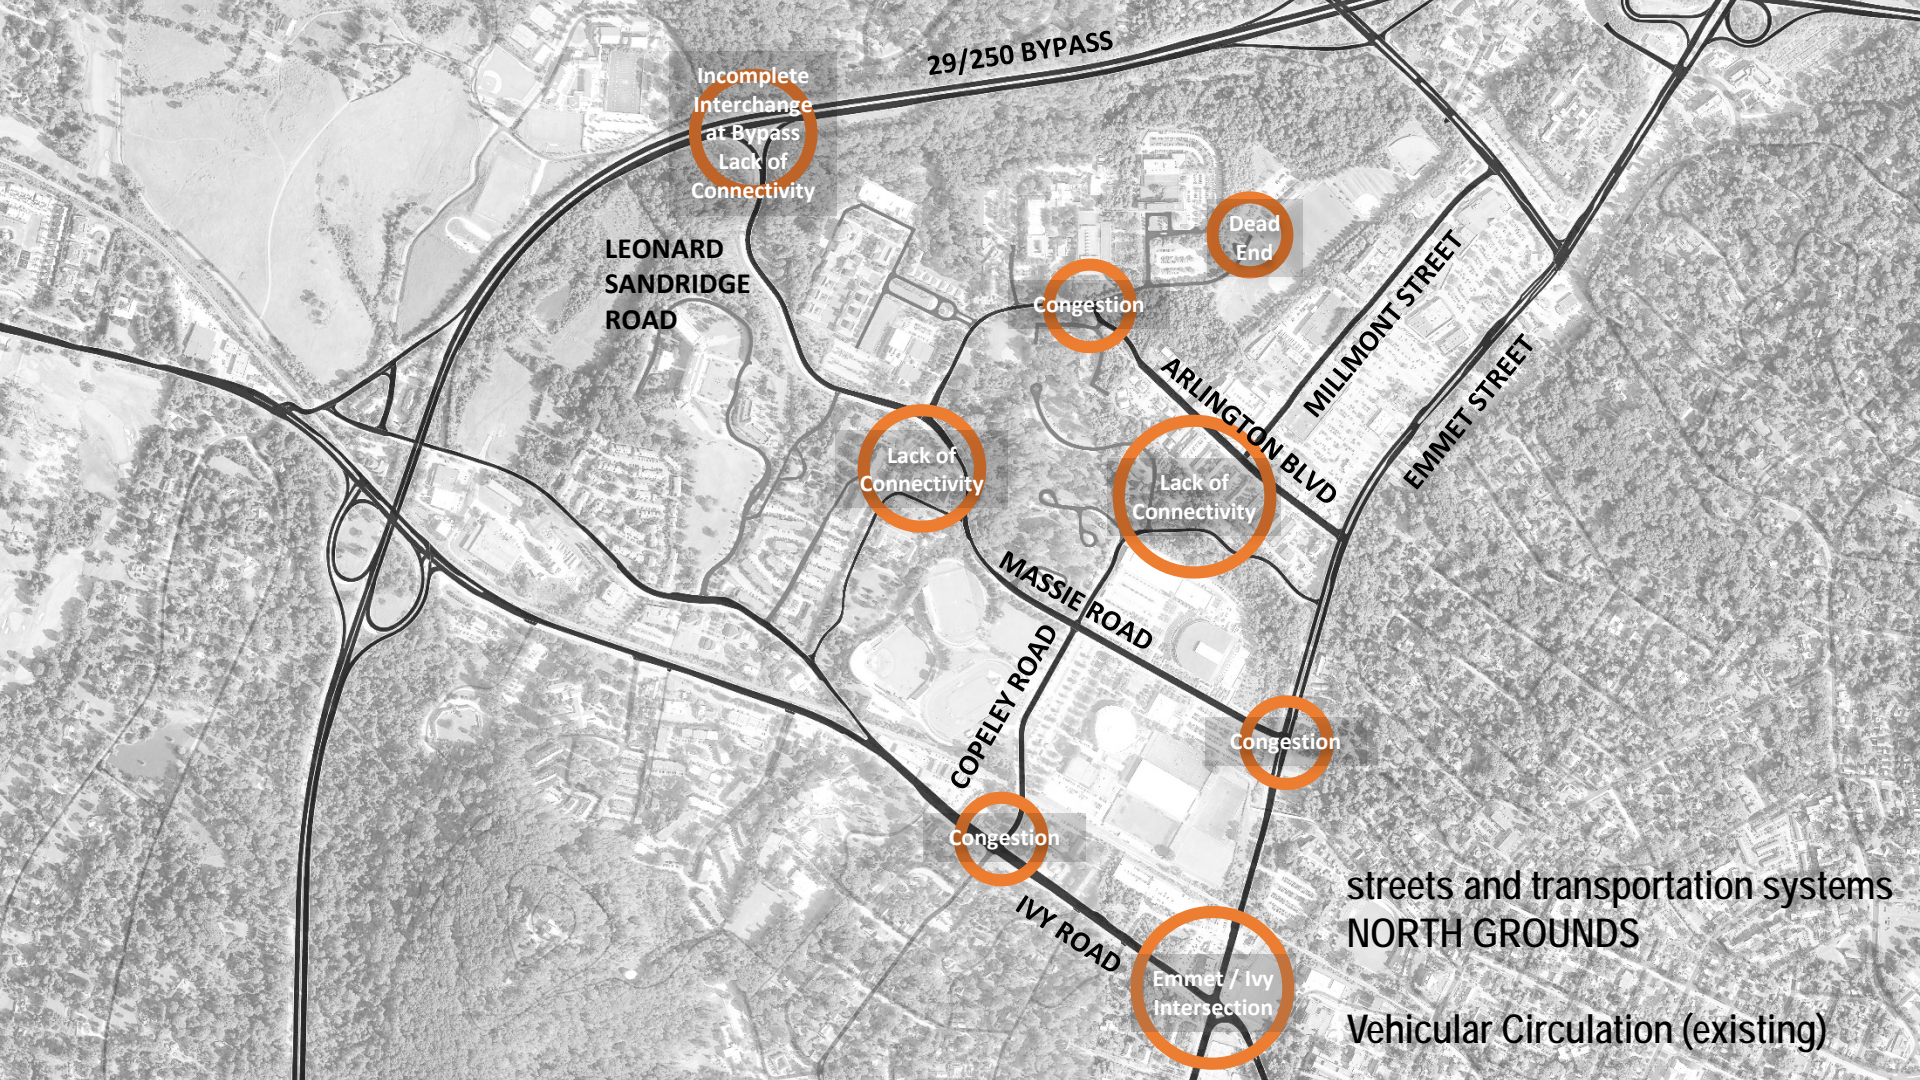 29/250 BYPASS
Incomplete
Interchange
at Bypass
Lack of
Connectivity
LEONARD
SANDRIDGE
ROAD
Dead
End
Congestion
MILLMONT STREET
ARLINGTON BLVD
EMMET STREET
Lack of
Connectivity
Lack of
Connectivity
MASSIE ROAD
COPELEY ROAD
Congestion
Congestion
IVY ROAD
Emmet / Ivy
Intersection
streets and transportation systems
NORTH GROUNDS
Vehicular Circulation (existing)